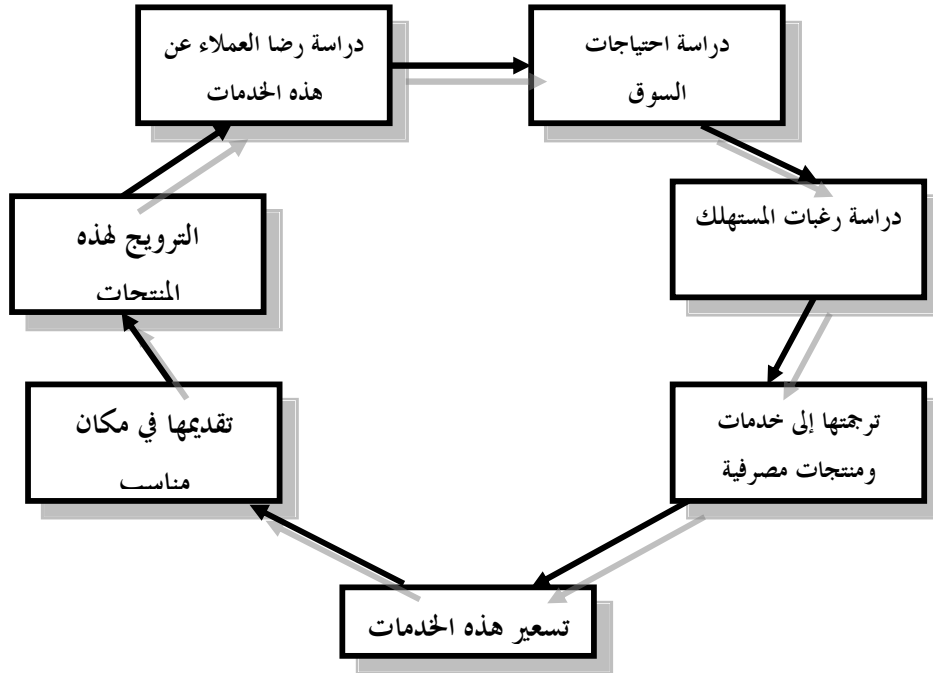 دراسة احتياجات
السوق
دراسة رغبات المستهلك
ترجمتها إلى خدمات
ومنتجات مصرفية
تسعير هذه الخدمات
تقديمها في مكان
مناسب
الترويج لهذه
المنتجات
دراسة رضا العملاء عن
هذه الخدمات